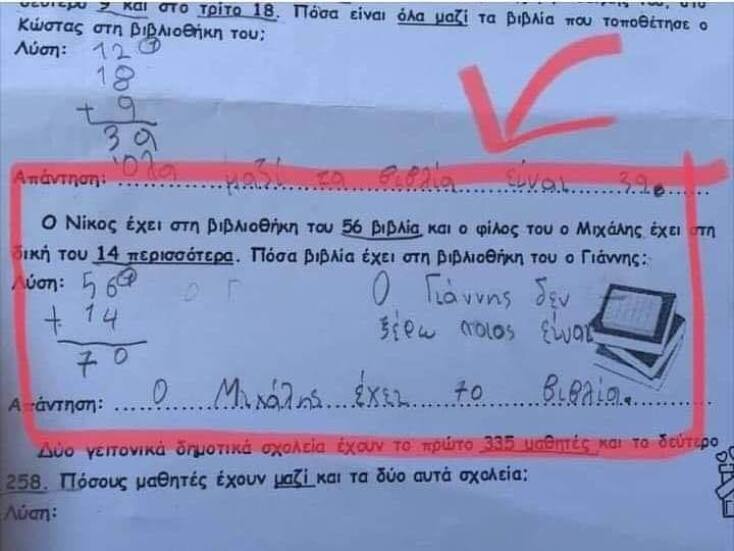 δεύτερο 9 και στο τρίτο 18. Πόσα είναι όλα μαζί τα βιβλία που τοποθέτησε ο
Κώστας στη βιβλιοθήκη του;
Λύση: 12 1
18
+ 9
39
Απάντηση: Όλα μαζί τα βιβλία είναι 39.
Ο Νίκος έχει στη βιβλιοθήκη του 56 βιβλία και ο φίλος του ο Μιχάλης έχει στη
δική του 14 περισσότερα. Πόσα βιβλία έχει στη βιβλιοθήκη του ο Γιάννης;
Λύση: 56 1 Ο Γιάννης δεν
+ 14 ξέρω ποιος είναι
70
Απάντηση: Ο Μιχάλης έχει 70 βιβλία.
Δύο γειτονικά δημοτικά σχολεία έχουν το πρώτο 335 μαθητές και το δεύτερο
258. Πόσους μαθητές έχουν μαζί και τα δύο αυτά σχολεία;
Λύση: